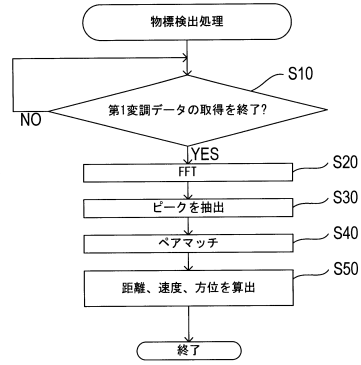 物標検出処理
S10
第1変調データの取得を終了?
NO
YES
S20
FFT
S30
ピークを抽出
S40
ペアマッチ
S50
距離、速度、方位を算出
終了